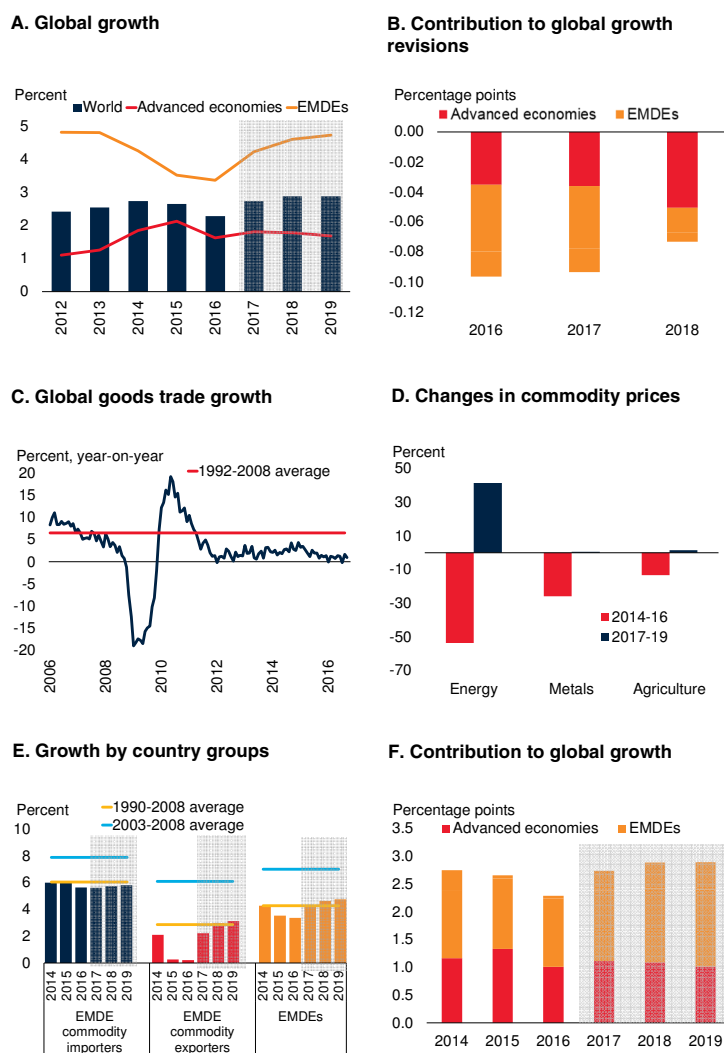 A. Global growth
Percent
World Advanced economies EMDEs
5
4
3
2
1
0
2012 2013 2014 2015 2016 2017 2018 2019
B. Contribution to global growth
revisions
Percentage points
Advanced economies EMDEs
0.00
-0.02
-0.04
-0.06
-0.08
-0.10
-0.12
2016 2017 2018
C. Global goods trade growth
Percent, year-on-year
1992-2008 average
20
15
10
5
0
-5
-10
-15
-20
2006 2008 2010 2012 2014 2016
D. Changes in commodity prices
Percent
50
30
10
-10
-30
-50
-70
2014-16
2017-19
Energy Metals Agriculture
E. Growth by country groups
Percent
1990-2008 average
2003-2008 average
10
8
6
4
2
0
2014 2015 2016 2017 2018 2019 2014 2015 2016 2017 2018 2019 2014 2015 2016 2017 2018 2019
EMDE EMDE EMDEs
commodity commodity
importers exporters
F. Contribution to global growth
Percentage points
Advanced economies EMDEs
3.5
3.0
2.5
2.0
1.5
1.0
0.5
0.0
2014 2015 2016 2017 2018 2019